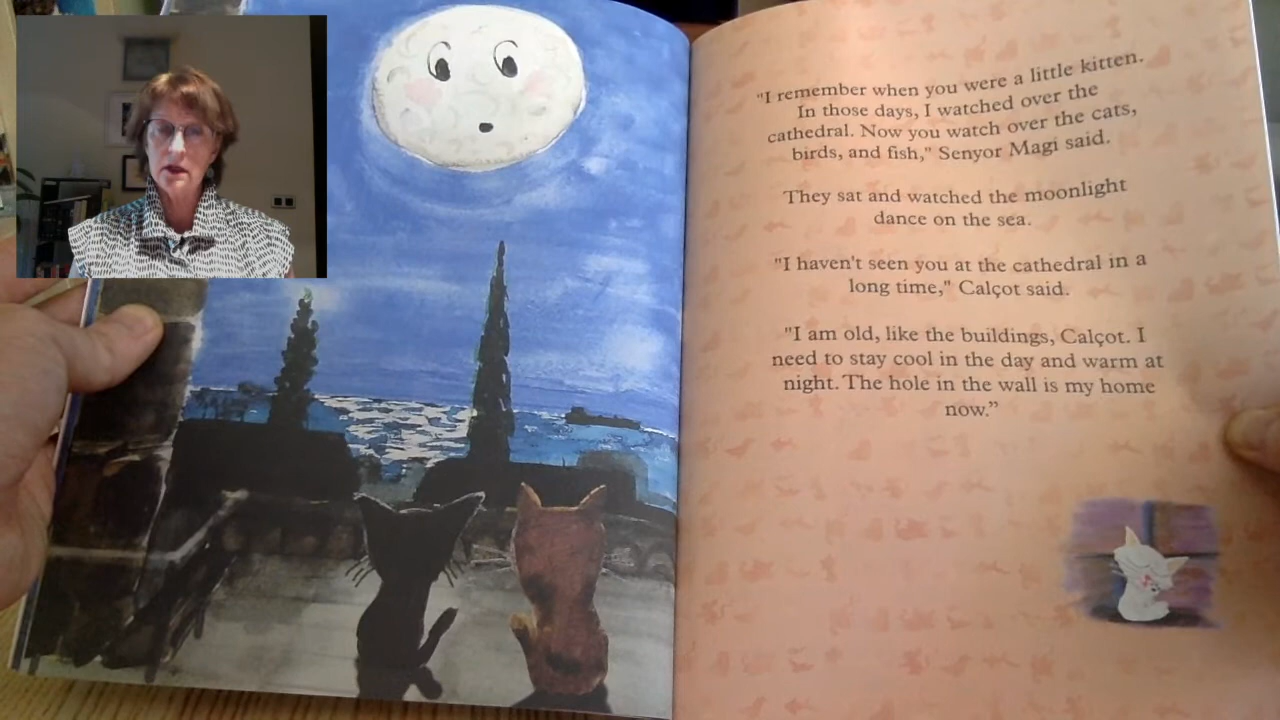 "I remember when you were a little kitten.
In those days, I watched over the
cathedral. Now you watch over the cats,
birds, and fish," Senyor Magi said.
They sat and watched the moonlight
dance on the sea.
"I haven't seen you at the cathedral in a
long time," Calçot said.
"I am old, like the buildings, Calçot. I
need to stay cool in the day and warm at
night. The hole in the wall is my home
now.”